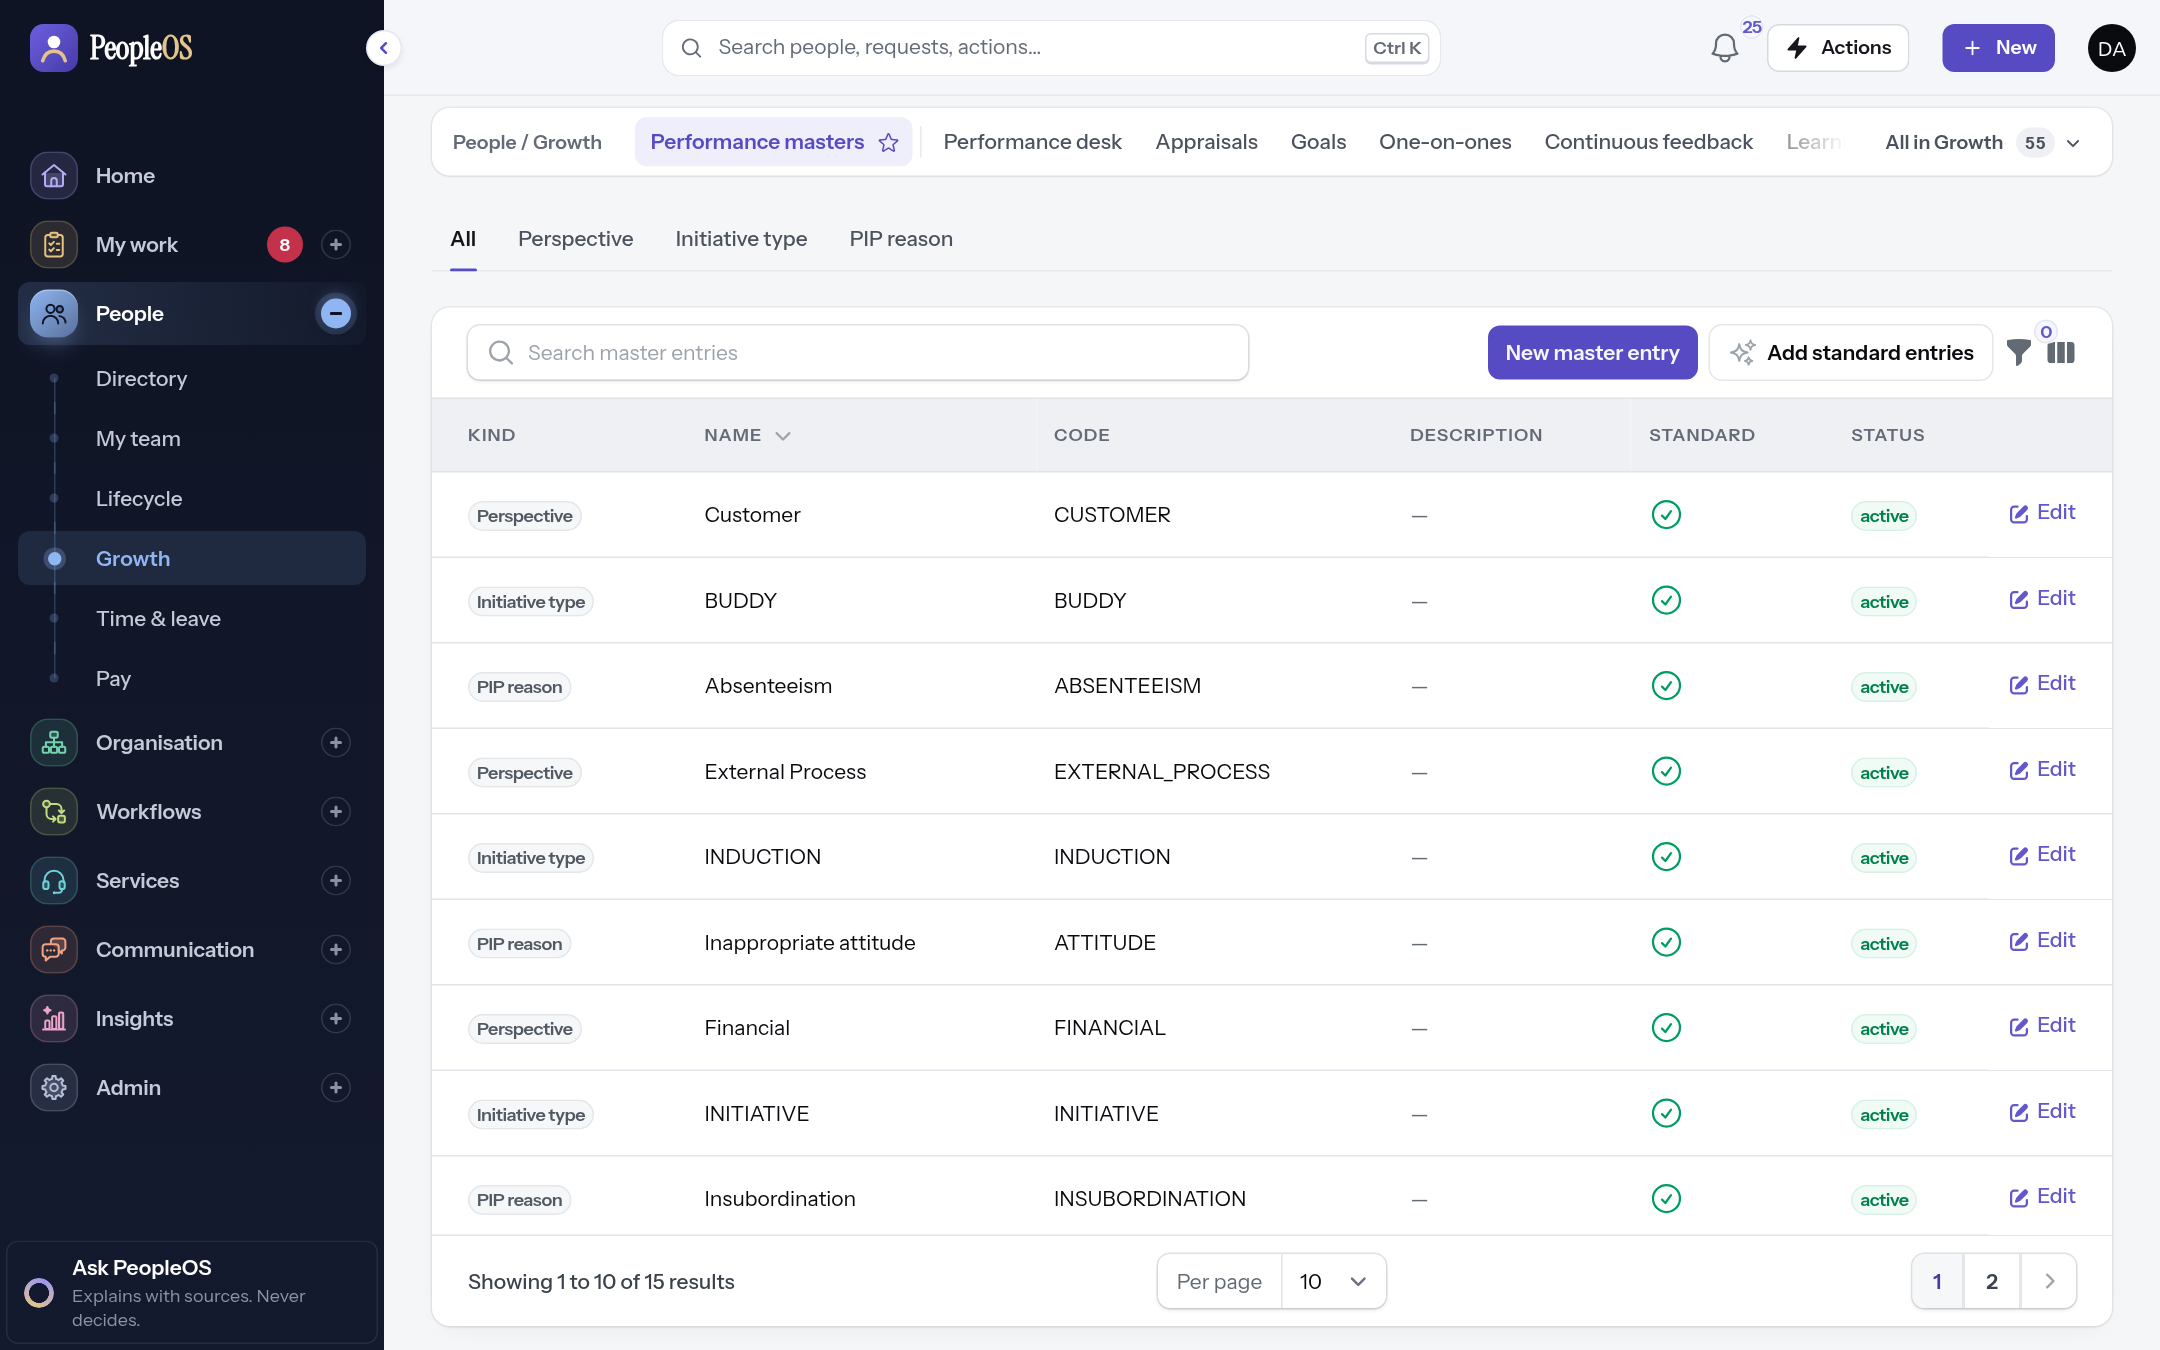 PeopleOS
Search people, requests, actions...
Ctrl K
25
Actions
New
DA
Home
My work
8
People
Directory
My team
Lifecycle
Growth
Time & leave
Pay
Organisation
Workflows
Services
Communication
Insights
Admin
Ask PeopleOS
Explains with sources. Never
decides.
People / Growth
Performance masters
Performance desk
Appraisals
Goals
One-on-ones
Continuous feedback
Learn
All in Growth
55
All
Perspective
Initiative type
PIP reason
Search master entries
New master entry
Add standard entries
0
KIND NAME CODE DESCRIPTION STANDARD STATUS
Perspective Customer CUSTOMER — active Edit
Initiative type BUDDY BUDDY — active Edit
PIP reason Absenteeism ABSENTEEISM — active Edit
Perspective External Process EXTERNAL_PROCESS — active Edit
Initiative type INDUCTION INDUCTION — active Edit
PIP reason Inappropriate attitude ATTITUDE — active Edit
Perspective Financial FINANCIAL — active Edit
Initiative type INITIATIVE INITIATIVE — active Edit
PIP reason Insubordination INSUBORDINATION — active Edit
Showing 1 to 10 of 15 results
Per page 10
1 2